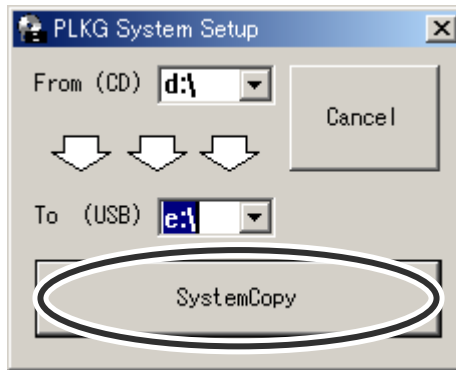 PLKG System Setup
From (CD) d:\
Cancel
To (USB) e:\
SystemCopy